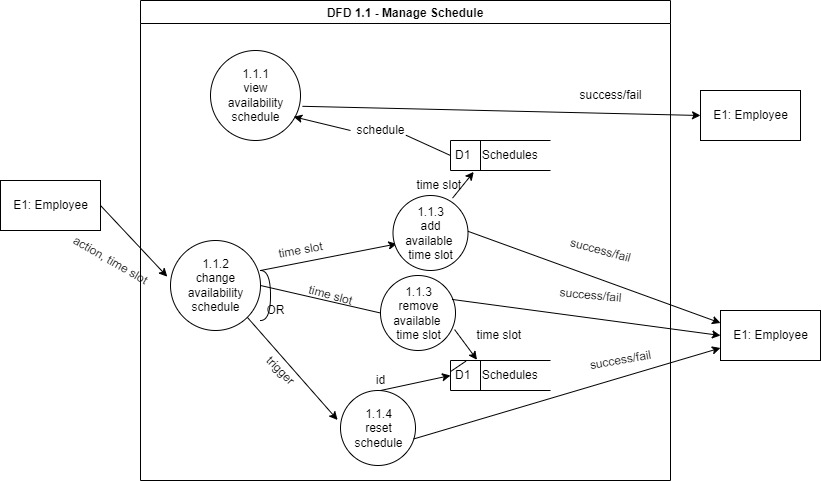 DFD 1.1 - Manage Schedule
1.1.1
view
availability
schedule
success/fail
E1: Employee
schedule
D1 Schedules
time slot
E1: Employee
action, time slot
1.1.2
change
availability
schedule
time slot
1.1.3
add
available
time slot
success/fail
time slot
OR
1.1.3
remove
available
time slot
success/fail
time slot
E1: Employee
trigger
id
D1 Schedules
success/fail
1.1.4
reset
schedule